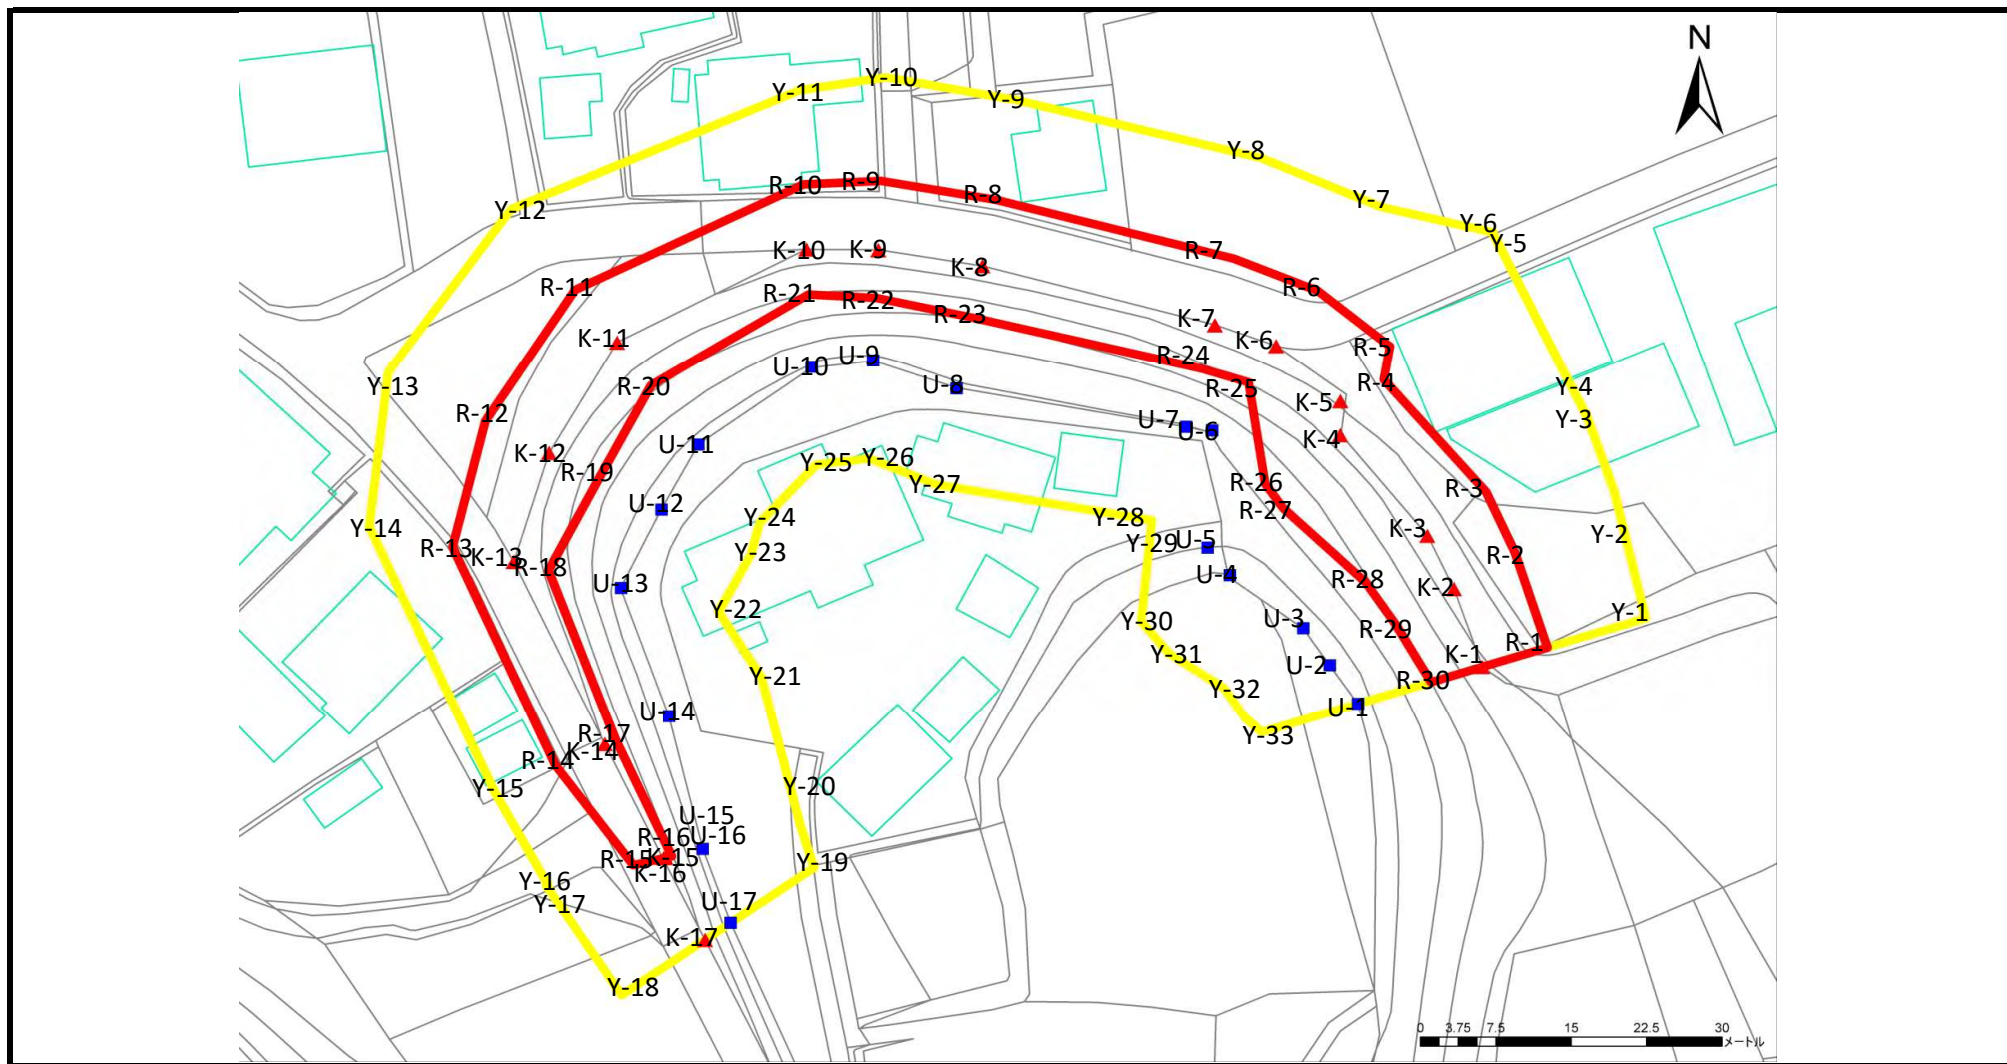 N
Y-10
Y-11
Y-9
Y-8
Y-7
Y-12
Y-6
Y-5
R-10
R-9
R-8
R-7
K-10
K-9
K-8
R-6
R-11
R-21
R-22
R-23
K-7
K-6
R-5
K-11
U-10
U-9
R-24
Y-13
R-20
U-8
R-25
R-4
Y-4
R-12
U-7
U-6
K-5
Y-3
K-12
U-11
K-4
R-19
Y-25
Y-26
Y-27
R-26
R-3
U-12
Y-24
Y-28
R-27
K-3
Y-14
R-13
K-13
R-18
Y-23
Y-29
U-5
Y-2
R-2
U-13
U-4
R-28
K-2
Y-22
Y-30
U-3
R-29
Y-1
Y-31
K-1
R-1
Y-21
U-2
R-30
U-14
Y-32
U-1
R-17
K-14
R-14
Y-33
Y-15
Y-20
U-15
R-16
U-16
R-15
K-15
K-16
Y-19
Y-16
Y-17
U-17
K-17
Y-18
0 3.75 7.5 15 22.5 30
メートル